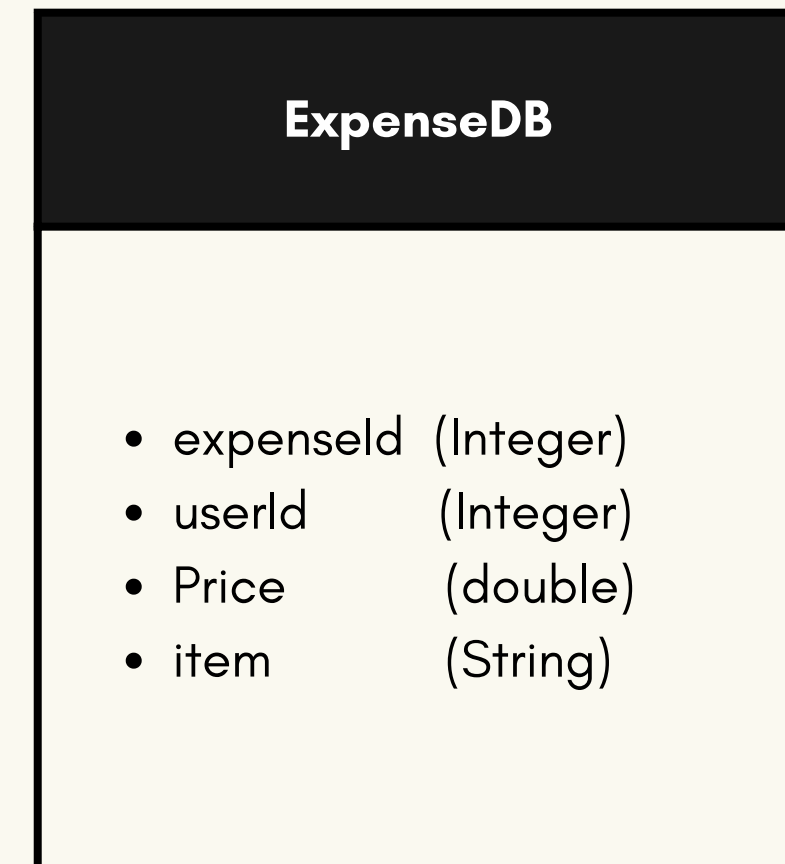 ExpenseDB
• expenseId (Integer)
• userId (Integer)
• Price (double)
• item (String)